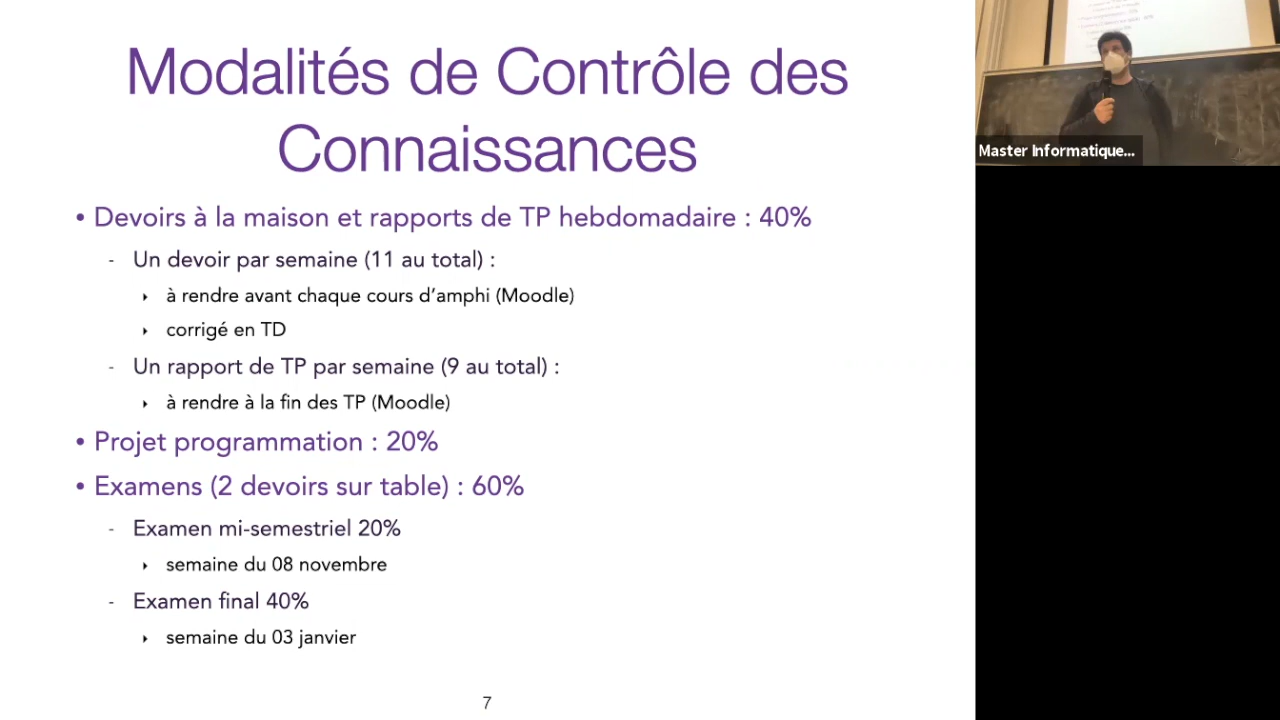 Modalités de Contrôle des
Connaissances
• Devoirs à la maison et rapports de TP hebdomadaire : 40%
- Un devoir par semaine (11 au total) :
‣ à rendre avant chaque cours d’amphi (Moodle)
‣ corrigé en TD
- Un rapport de TP par semaine (9 au total) :
‣ à rendre à la fin des TP (Moodle)
• Projet programmation : 20%
• Examens (2 devoirs sur table) : 60%
- Examen mi-semestriel 20%
‣ semaine du 08 novembre
- Examen final 40%
‣ semaine du 03 janvier
7
Master Informatique...